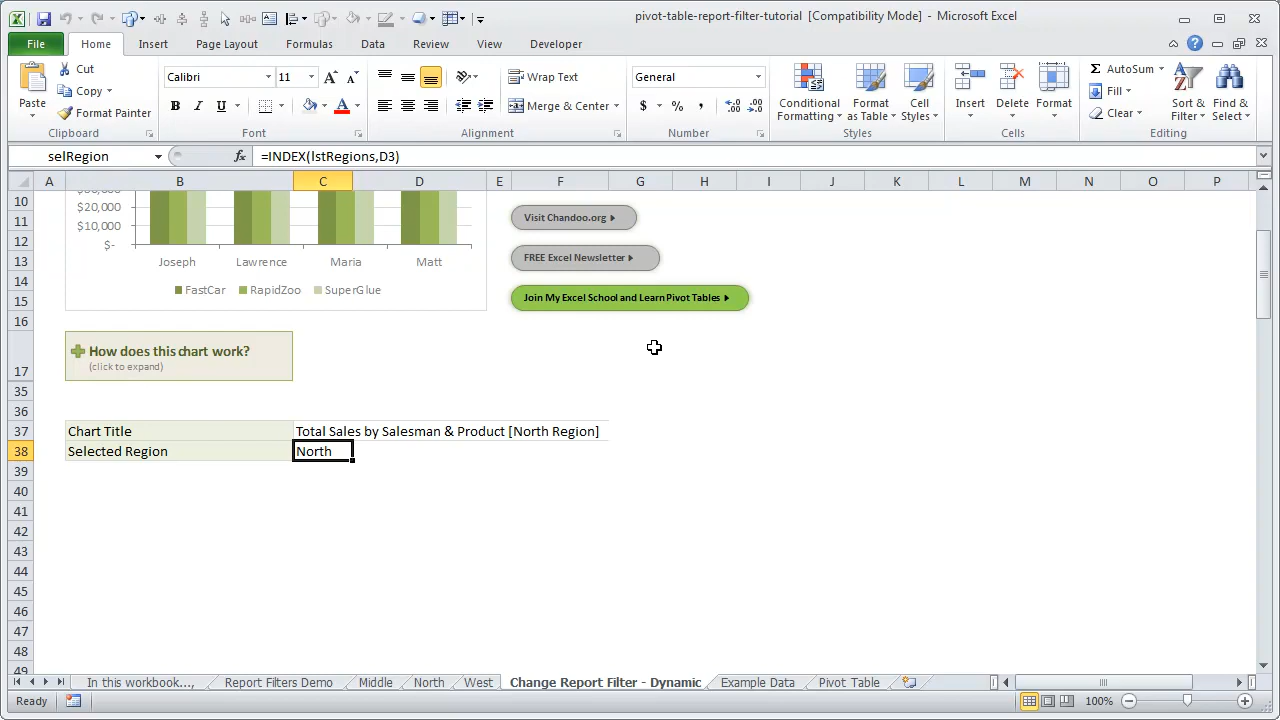 pivot-table-report-filter-tutorial [Compatibility Mode] - Microsoft Excel
File Home Insert Page Layout Formulas Data Review View Developer
Paste Cut Copy Format Painter
Clipboard
Calibri 11
B I U A
Font
Wrap Text
Merge & Center
Alignment
General
$ % ,
Number
Conditional Formatting
Format as Table
Cell Styles
Styles
Insert Delete Format
Cells
AutoSum
Fill
Clear
Sort & Filter
Find & Select
Editing
selRegion fx =INDEX(lstRegions,D3)
A B C D E F G H I J K L M N O P
10
11 $20,000 Visit Chandoo.org
12 $10,000
$-
13 Joseph Lawrence Maria Matt FREE Excel Newsletter
14 FastCar RapidZoo SuperGlue
15 Join My Excel School and Learn Pivot Tables
16
How does this chart work?
17 (click to expand)
35
36
37 Chart Title Total Sales by Salesman & Product [North Region]
38 Selected Region North
39
40
41
42
43
44
45
46
47
48
49
In this workbook..., Report Filters Demo Middle North West Change Report Filter - Dynamic Example Data Pivot Table
Ready 100%